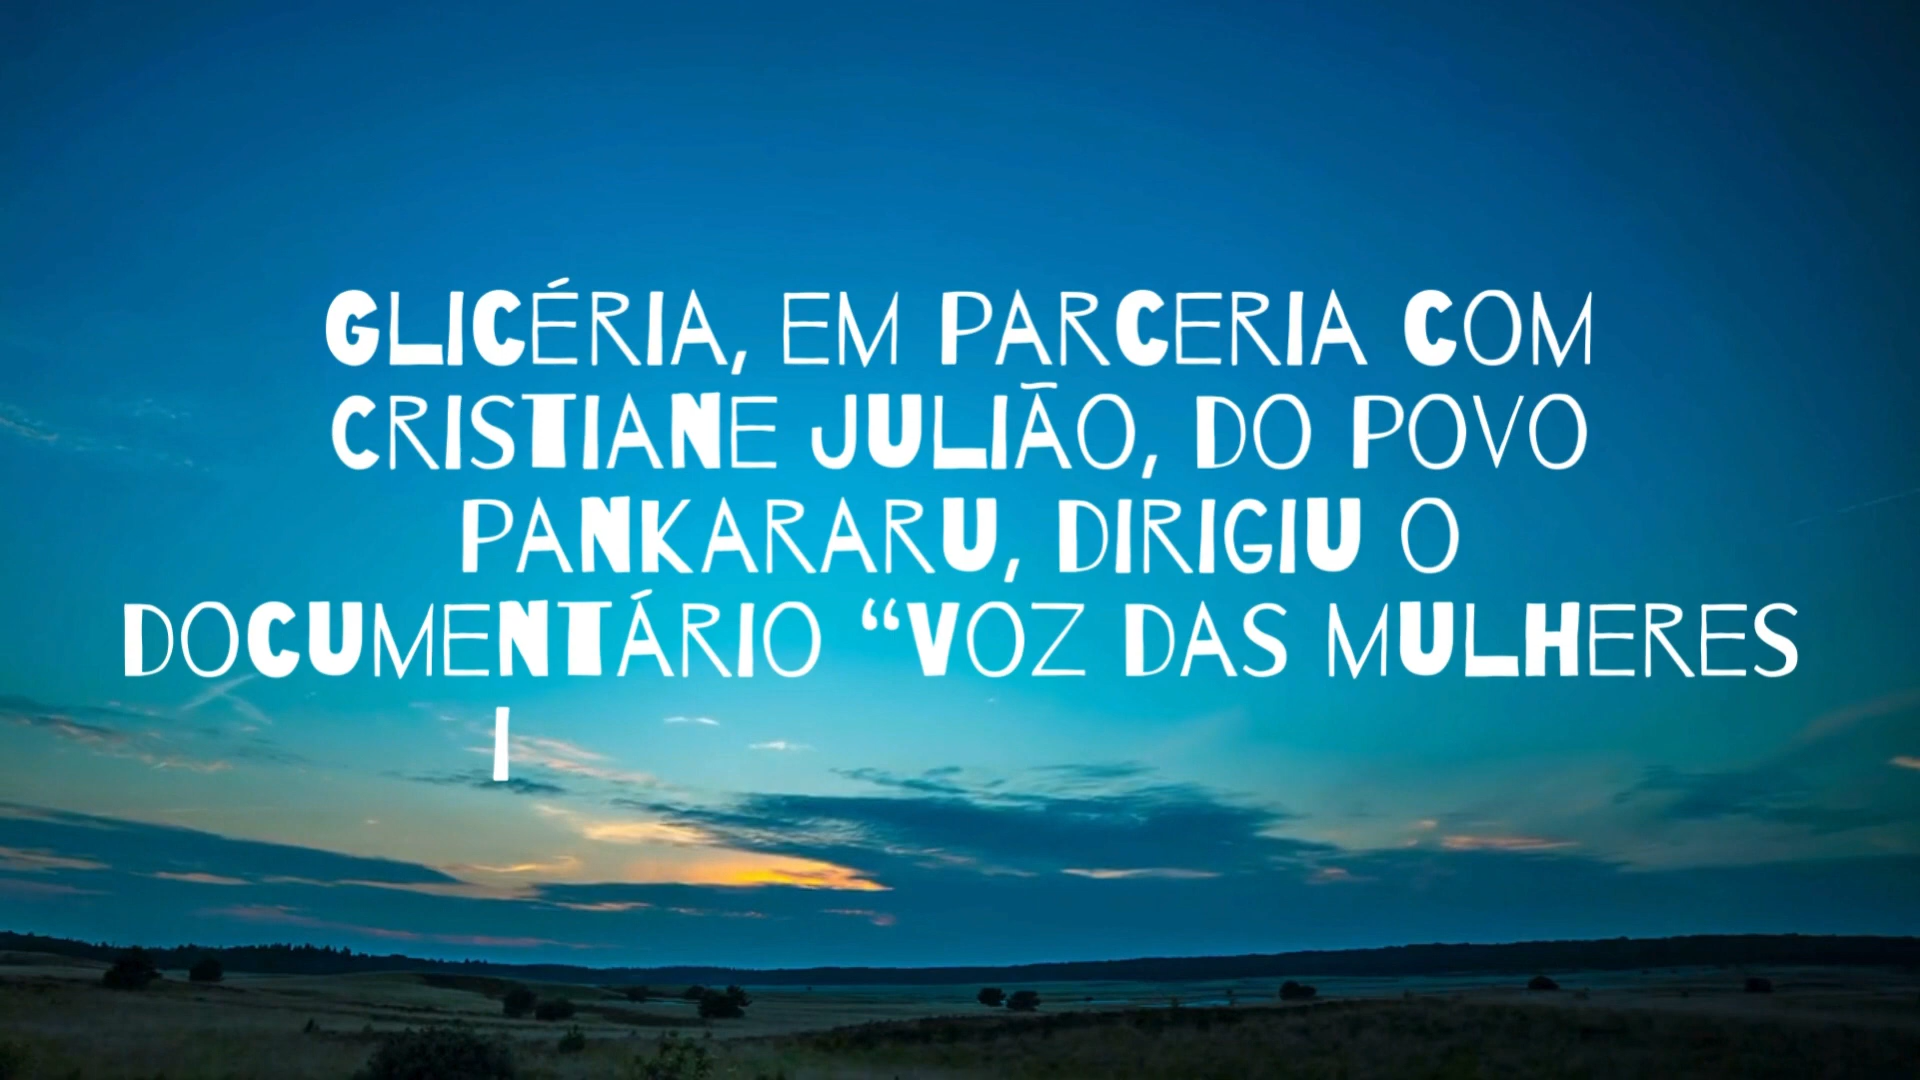 GLICÉRIA, EM PARCERIA COM
CRISTIANE JULIÃO, DO POVO
PANKARARU, DIRIGIU O
DOCUMENTÁRIO “VOZ DAS MULHERES
I